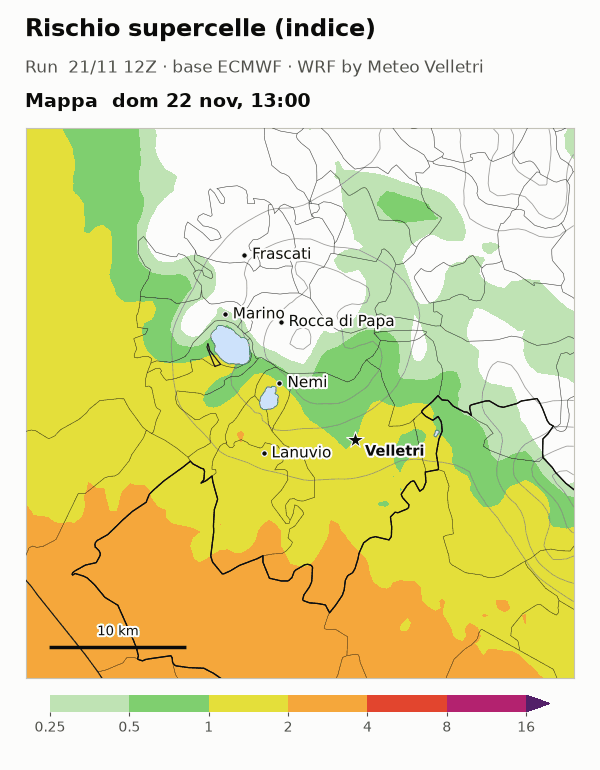 Rischio supercelle (indice)
Run  21/11 12Z · base ECMWF · WRF by Meteo Velletri
Mappa  dom 22 nov, 13:00
Frascati
Marino
Rocca di Papa
Nemi
Velletri
Lanuvio
10 km
0.25 0.5 1 2 4 8 16